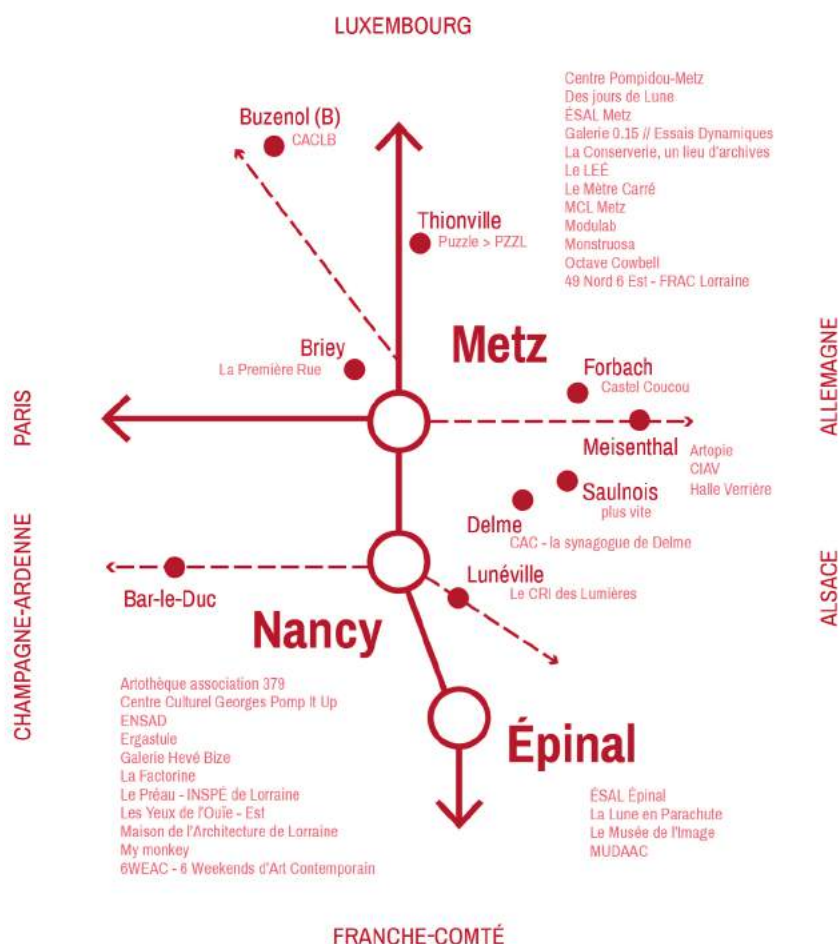 LUXEMBOURG
Buzenol (B)
CACLB
Thionville
Puzzle > PZZL
Centre Pompidou-Metz
Des jours de Lune
ÉSAL Metz
Galerie 0.15 // Essais Dynamiques
La Conserverie, un lieu d'archives
Le LEÉ
Le Mètre Carré
MCL Metz
Modulab
Monstruosa
Octave Cowbell
49 Nord 6 Est - FRAC Lorraine
Briey
La Première Rue
Metz
Forbach
Castel Coucou
PARIS
ALLEMAGNE
Meisenthal
Artopie
CIAV
Halle Verrière
Saulnois
plus vite
Delme
CAC - la synagogue de Delme
CHAMPAGNE-ARDENNE
Bar-le-Duc
Lunéville
Le CRI des Lumières
ALSACE
Nancy
Artothèque association 379
Centre Culturel Georges Pomp It Up
ENSAD
Ergastule
Galerie Hevé Bize
La Factorine
Le Préau - INSPÉ de Lorraine
Les Yeux de l'Ouïe - Est
Maison de l'Architecture de Lorraine
My monkey
6WEAC - 6 Weekends d'Art Contemporain
Épinal
ÉSAL Épinal
La Lune en Parachute
Le Musée de l'Image
MUDAAC
FRANCHE-COMTÉ